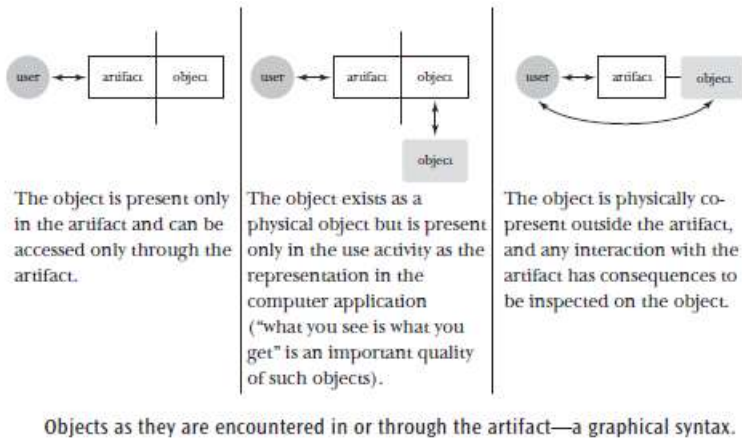 user artifact object
user artifact object
object
user artifact object
The object is present only
in the artifact and can be
accessed only through the
artifact.
The object exists as a
physical object but is present
only in the use activity as the
representation in the
computer application
(“what you see is what you
get” is an important quality
of such objects).
The object is physically co-
present outside the artifact,
and any interaction with the
artifact has consequences to
be inspected on the object.
Objects as they are encountered in or through the artifact—a graphical syntax.